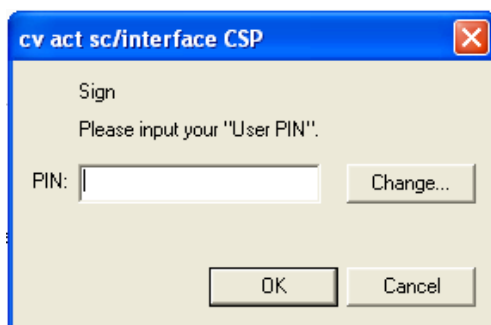 cv act sc/interface CSP
Sign
Please input your "User PIN".
PIN:
Change...
OK
Cancel